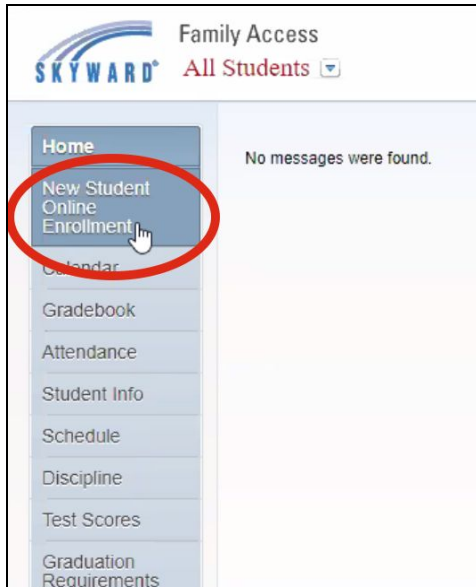 Family Access
SKYWARD®
All Students
Home
New Student
Online
Enrollment
Calendar
Gradebook
Attendance
Student Info
Schedule
Discipline
Test Scores
Graduation
Requirements
No messages were found.